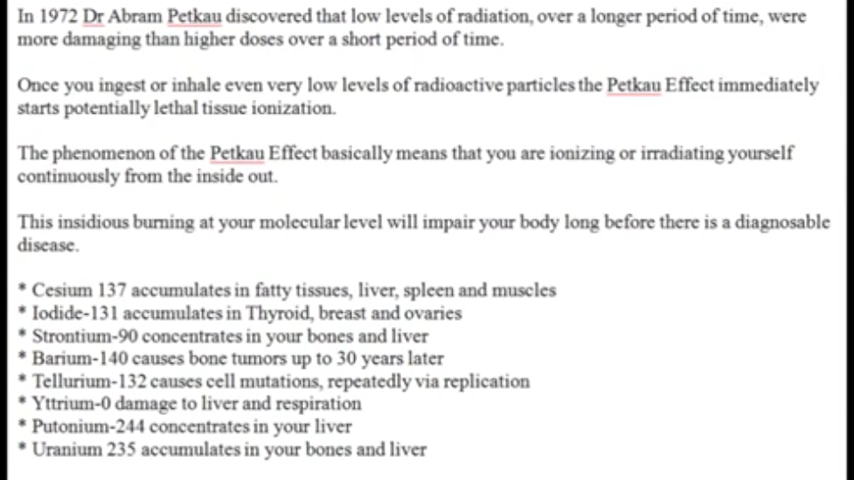 In 1972 Dr Abram Petkau discovered that low levels of radiation, over a longer period of time, were
more damaging than higher doses over a short period of time.
Once you ingest or inhale even very low levels of radioactive particles the Petkau Effect immediately
starts potentially lethal tissue ionization.
The phenomenon of the Petkau Effect basically means that you are ionizing or irradiating yourself
continuously from the inside out.
This insidious burning at your molecular level will impair your body long before there is a diagnosable
disease.
* Cesium 137 accumulates in fatty tissues, liver, spleen and muscles
* Iodide-131 accumulates in Thyroid, breast and ovaries
* Strontium-90 concentrates in your bones and liver
* Barium-140 causes bone tumors up to 30 years later
* Tellurium-132 causes cell mutations, repeatedly via replication
* Yttrium-0 damage to liver and respiration
* Putonium-244 concentrates in your liver
* Uranium 235 accumulates in your bones and liver